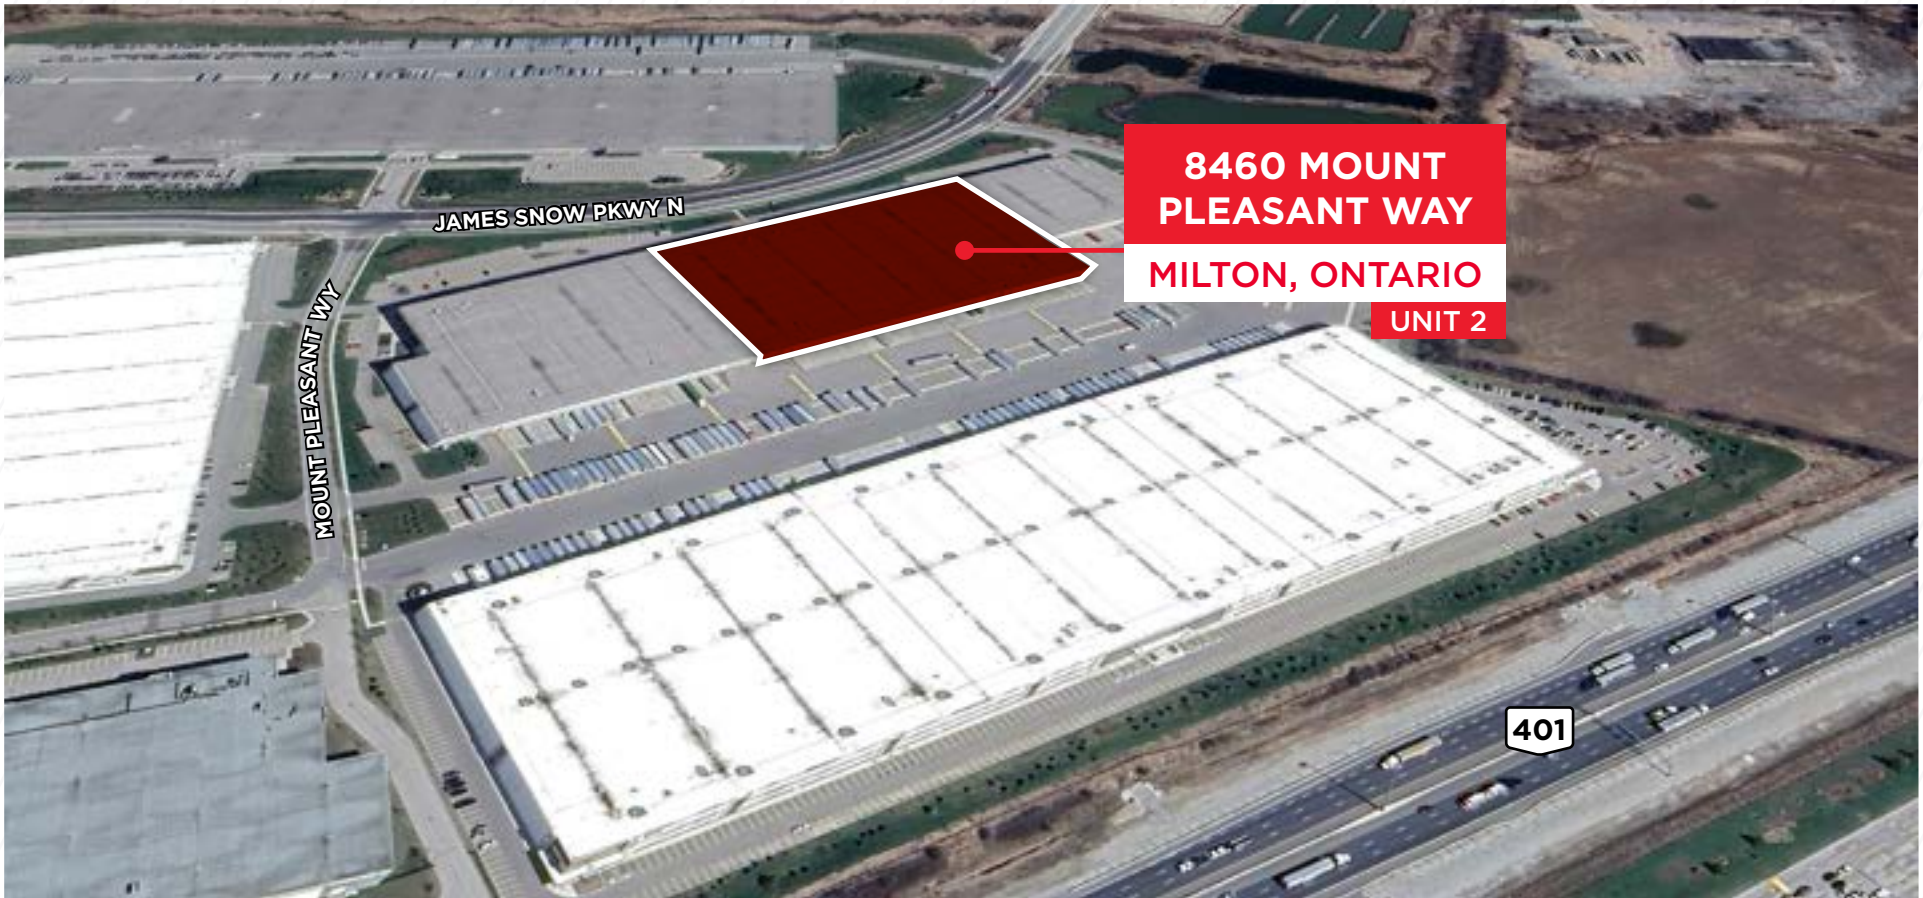 8460 MOUNT
PLEASANT WAY
MILTON, ONTARIO
UNIT 2
JAMES SNOW PKWY N
MOUNT PLEASANT WY
401